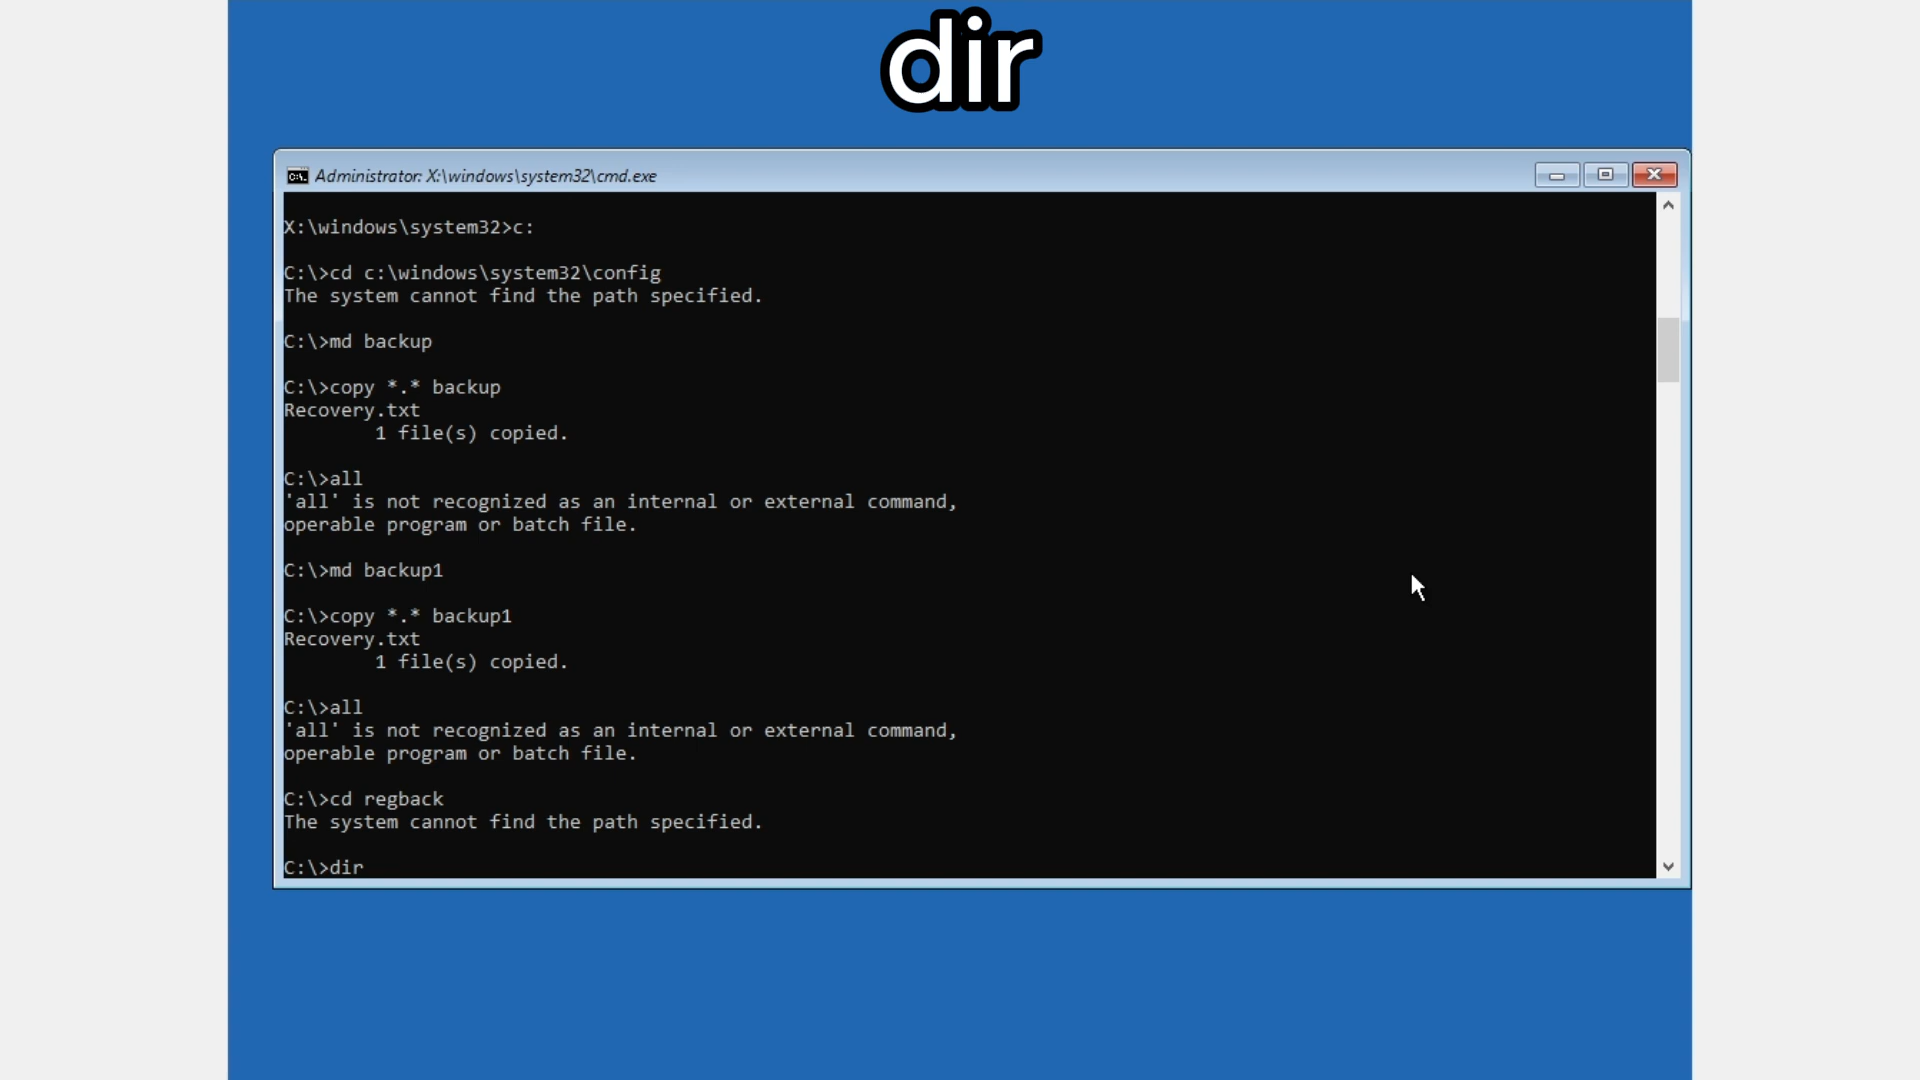 dir
Administrator: X:\windows\system32\cmd.exe
X:\windows\system32>c:
C:\>cd c:\windows\system32\config
The system cannot find the path specified.
C:\>md backup
C:\>copy *.* backup
Recovery.txt
1 file(s) copied.
C:\>all
'all' is not recognized as an internal or external command,
operable program or batch file.
C:\>md backup1
C:\>copy *.* backup1
Recovery.txt
1 file(s) copied.
C:\>all
'all' is not recognized as an internal or external command,
operable program or batch file.
C:\>cd regback
The system cannot find the path specified.
C:\>dir